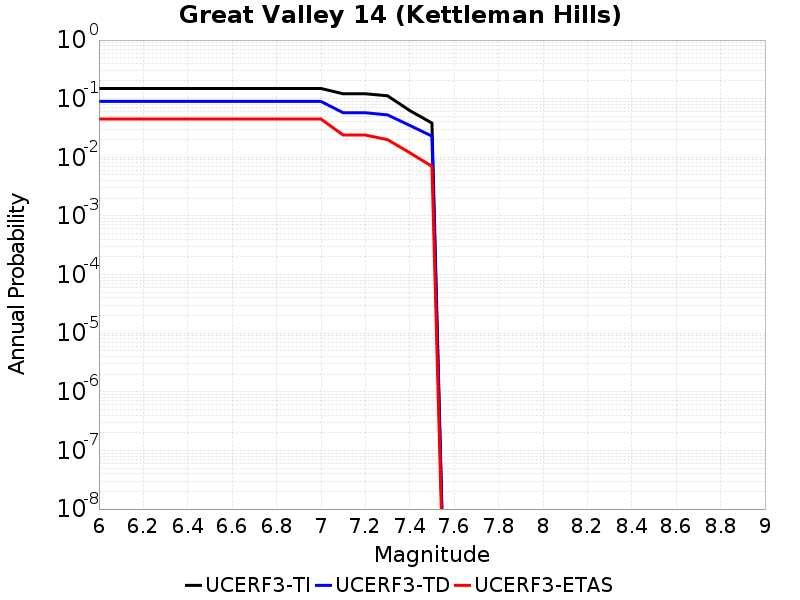 Great Valley 14 (Kettleman Hills)
Annual Probability
10^0
10^-1
10^-2
10^-3
10^-4
10^-5
10^-6
10^-7
10^-8
6 6.2 6.4 6.6 6.8 7 7.2 7.4 7.6 7.8 8 8.2 8.4 8.6 8.8 9
Magnitude
UCERF3-TI UCERF3-TD UCERF3-ETAS